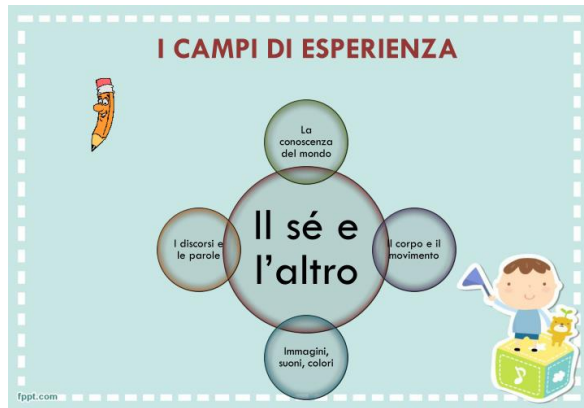 I CAMPI DI ESPERIENZA
La
conoscenza
del mondo
I discorsi e
le parole
Il sé e
l'altro
Il corpo e il
movimento
Immagini,
suoni, colori
fppt.com